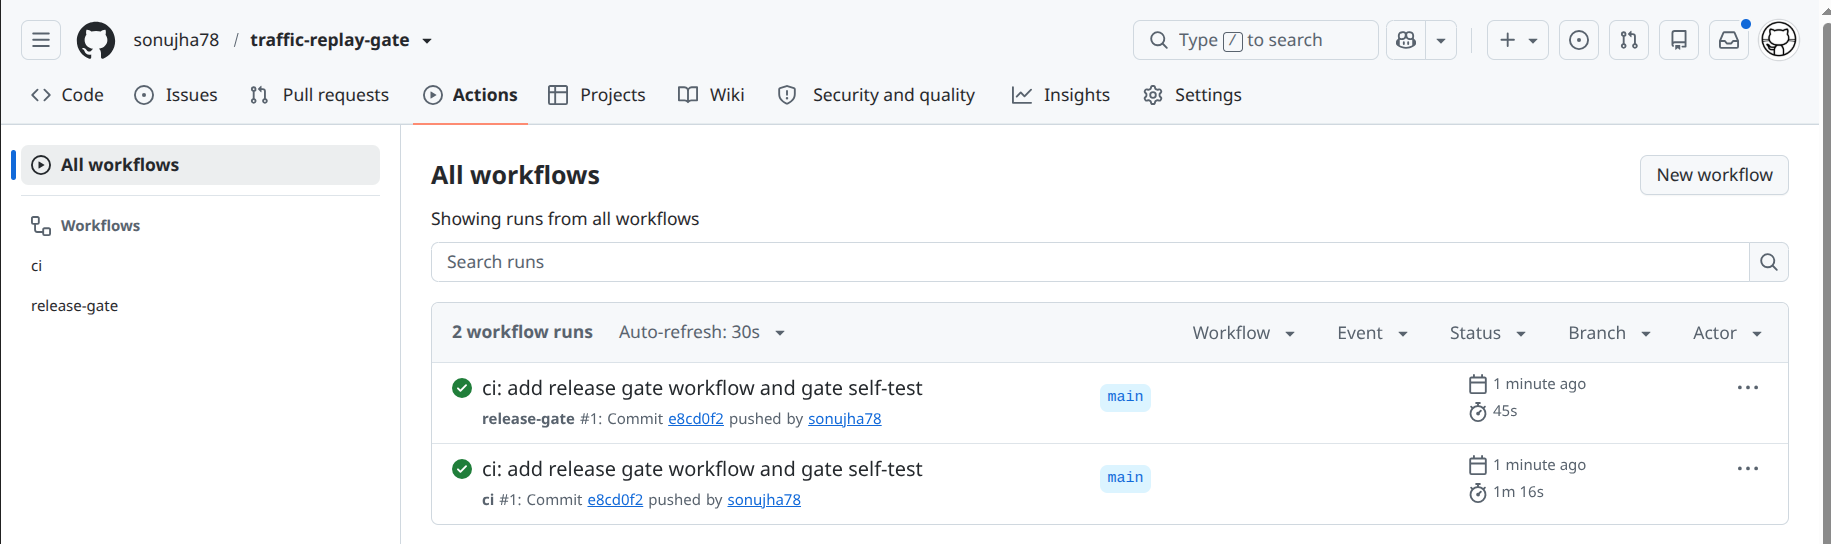 sonujha78 / traffic-replay-gate
Type / to search
Code Issues Pull requests Actions Projects Wiki Security and quality Insights Settings
All workflows
Workflows
ci
release-gate
All workflows
New workflow
Showing runs from all workflows
Search runs
2 workflow runs Auto-refresh: 30s Workflow Event Status Branch Actor
ci: add release gate workflow and gate self-test
release-gate #1: Commit e8cd0f2 pushed by sonujha78
main
1 minute ago
45s
ci: add release gate workflow and gate self-test
ci #1: Commit e8cd0f2 pushed by sonujha78
main
1 minute ago
1m 16s